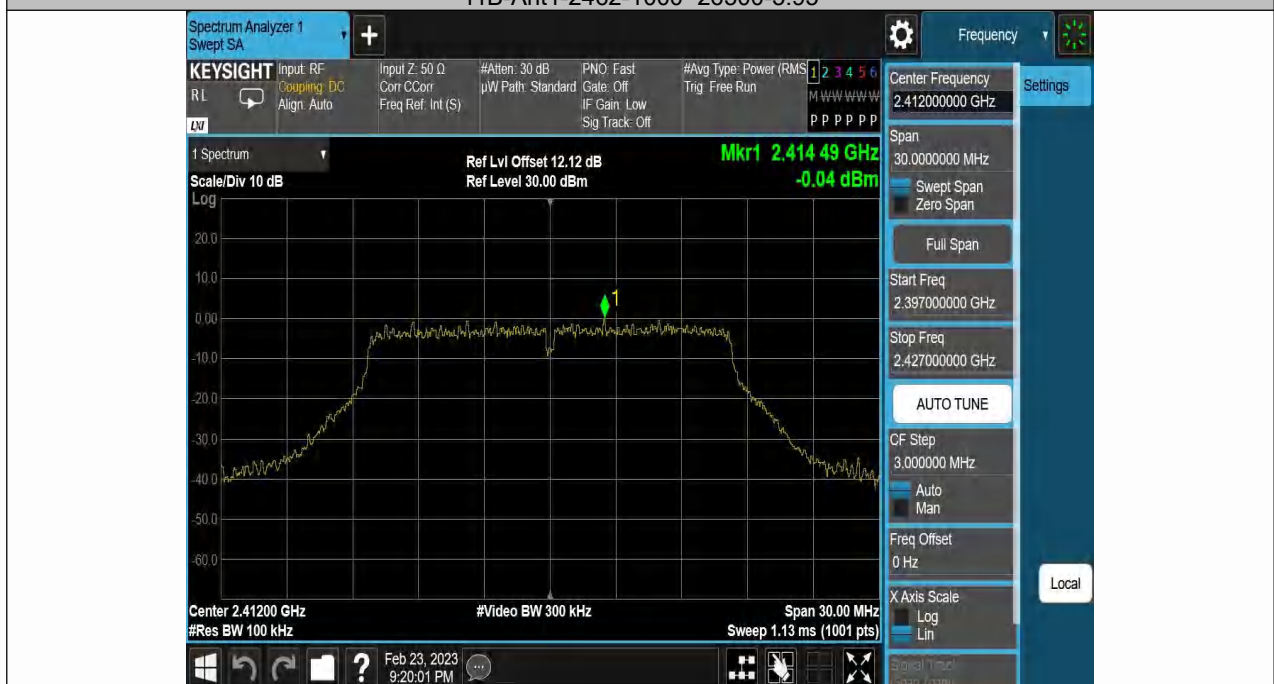 Spectrum Analyzer 1
Swept SA
Frequency
KEYSIGHT
RL
LXI
Input: RF
Coupling: DC
Align: Auto
Input Z: 50 Ω
Corr CCorr
Freq Ref: Int (S)
#Atten: 30 dB
µW Path: Standard
PNO: Fast
Gate: Off
IF Gain: Low
Sig Track: Off
#Avg Type: Power (RMS
Trig: Free Run
1 2 3 4 5 6
M W W W W W
P P P P P P
Center Frequency
2.412000000 GHz
Settings
Span
30.0000000 MHz
Swept Span
Zero Span
Full Span
Start Freq
2.397000000 GHz
Stop Freq
2.427000000 GHz
AUTO TUNE
CF Step
3.000000 MHz
Auto
Man
Freq Offset
0 Hz
X Axis Scale
Log
Lin
Local
1 Spectrum
Scale/Div 10 dB
Log
Ref Lvl Offset 12.12 dB
Ref Level 30.00 dBm
Mkr1 2.414 49 GHz
-0.04 dBm
20.0
10.0
1
0.00
-10.0
-20.0
-30.0
-40.0
-50.0
-60.0
Center 2.41200 GHz
#Res BW 100 kHz
#Video BW 300 kHz
Span 30.00 MHz
Sweep 1.13 ms (1001 pts)
?
Feb 23, 2023
9:20:01 PM